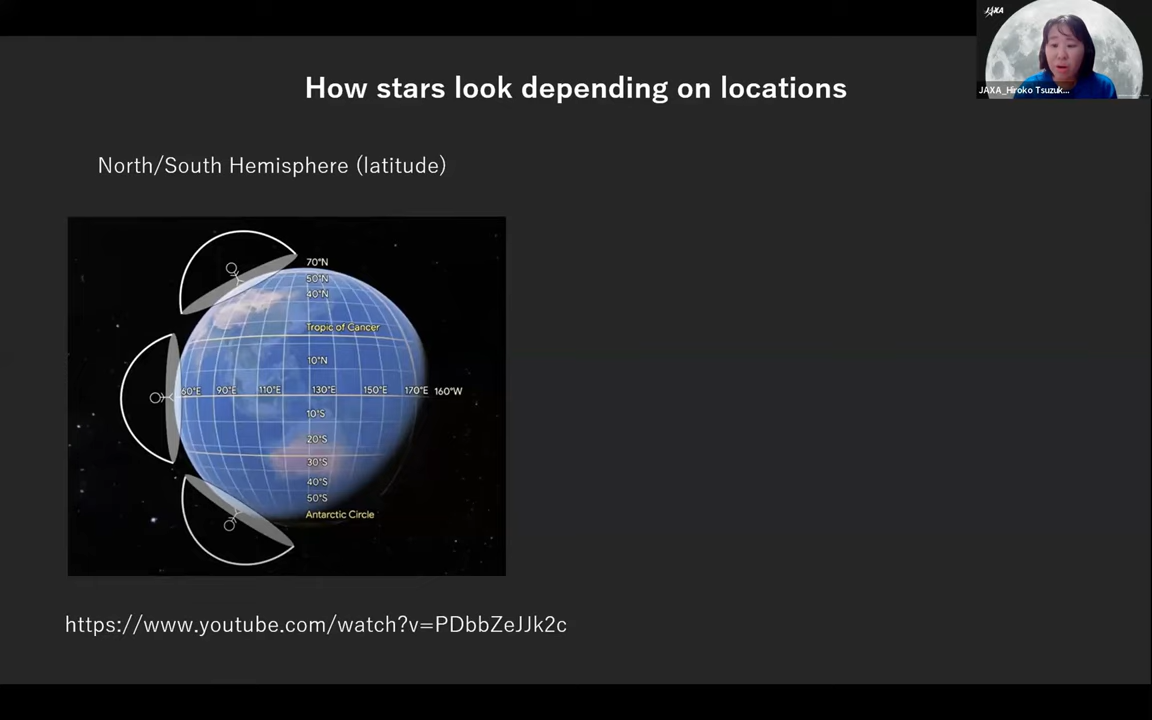 JAXA
JAXA_Hiroko Tsuzuk...
How stars look depending on locations
North/South Hemisphere (latitude)
70°N
50°N
40°N
Tropic of Cancer
10°N
60°E 90°E 110°E 130°E 150°E 170°E 160°W
10°S
20°S
30°S
40°S
50°S
Antarctic Circle
https://www.youtube.com/watch?v=PDbbZeJJk2c